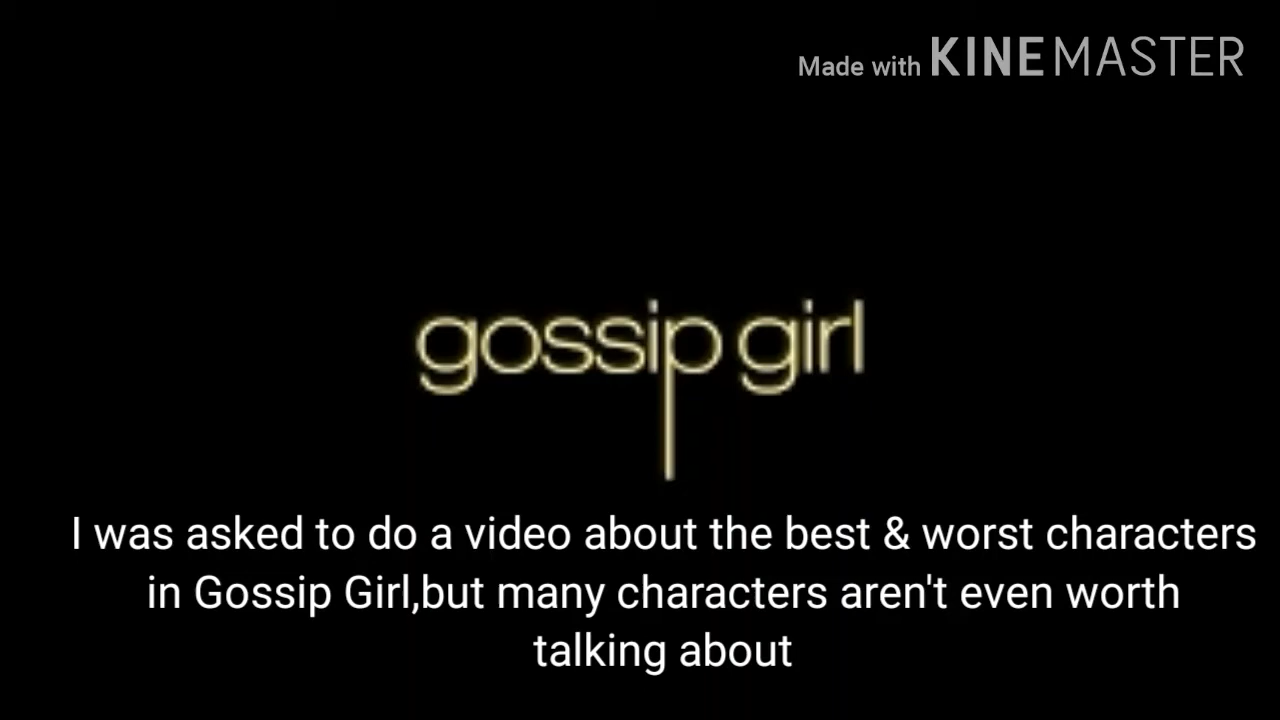 Made with KINEMASTER
gossip girl
I was asked to do a video about the best & worst characters
in Gossip Girl,but many characters aren't even worth
talking about